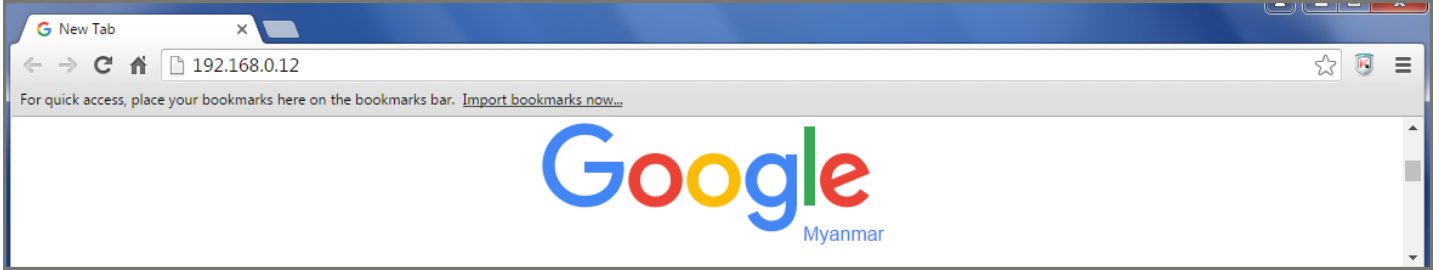 New Tab
192.168.0.12
For quick access, place your bookmarks here on the bookmarks bar. Import bookmarks now...
Google
Myanmar